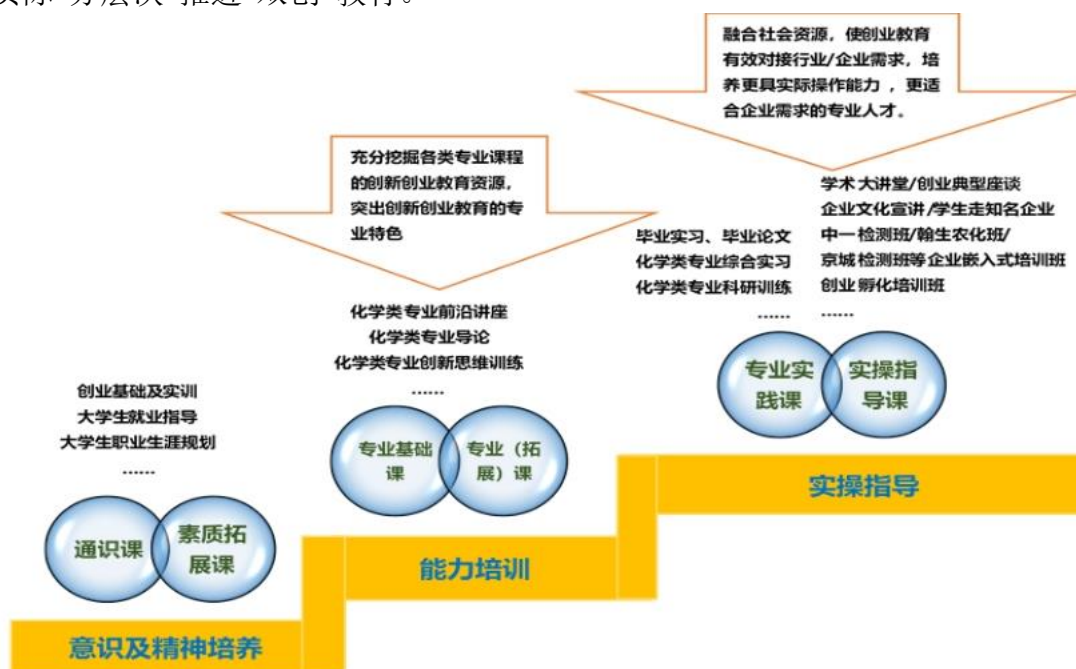 分层次 推进 双创 教育。
融合社会资源，使创业教育
有效对接行业/企业需求，培
养更具实际操作能力 ，更适
合企业需求的专业人才。
充分挖掘各类专业课程
的创新创业教育资源，
突出创新创业教育的专
业特色
学术大讲堂/创业典型座谈
企业文化宣讲/学生走知名企业
中一检测班/翰生农化班/
京城检测班等企业嵌入式培训班
创业孵化培训班
......
毕业实习、毕业论文
化学类专业综合实习
化学类专业科研训练
......
化学类专业前沿讲座
化学类专业导论
化学类专业创新思维训练
......
创业基础及实训
大学生就业指导
大学生职业生涯规划
......
专业实
践课
实操指
导课
专业基础
课
专业（拓
展）课
通识课
素质拓
展课
实操指导
能力培训
意识及精神培养